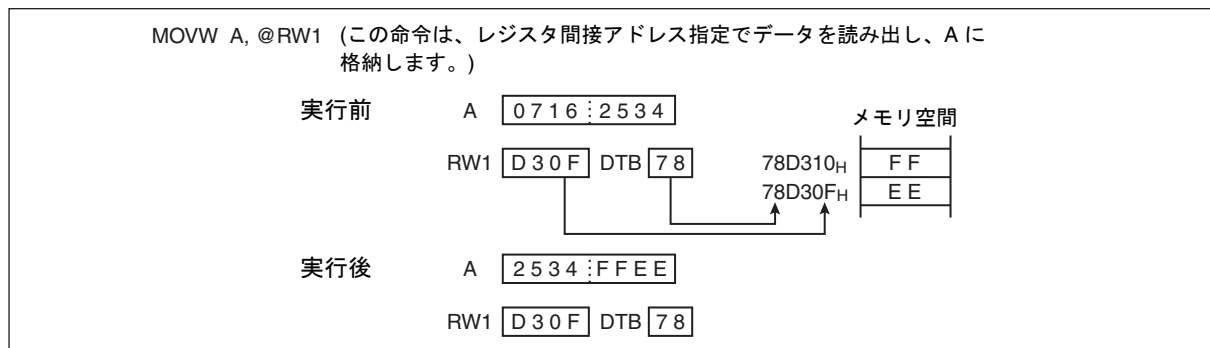 MOVW A, @RW1 (この命令は、レジスタ間接アドレス指定でデータを読み出し、A に
格納します。)
実行前 A 0716 2534
メモリ空間
RW1 D30F DTB 78 78D310H FF
78D30FH EE
実行後 A 2534 FFEE
RW1 D30F DTB 78